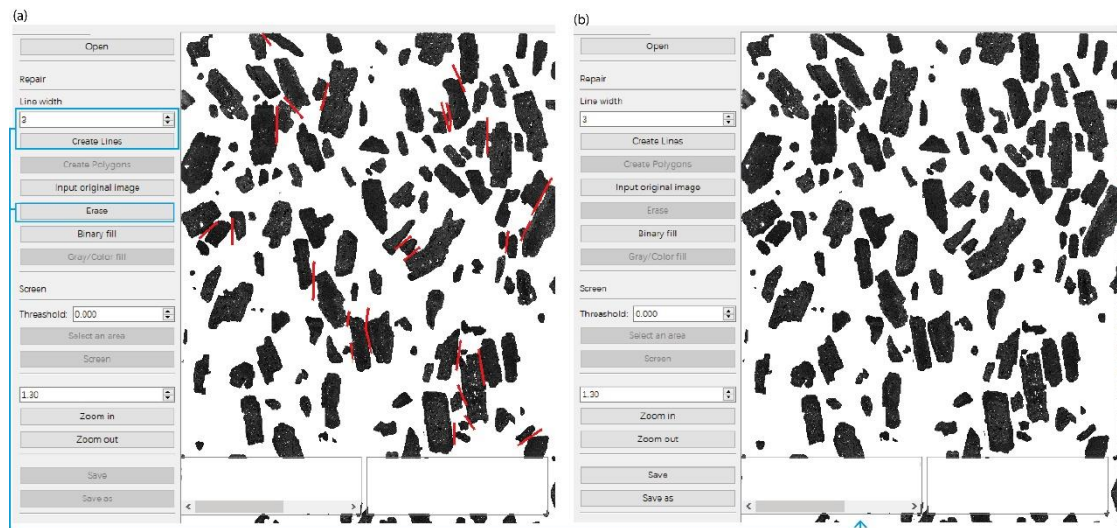 (a)
Open
Repair
Line width
3
Create Lines
Create Polygons
Input original image
Erase
Binary fill
Gray/Color fill
Screen
Threashold: 0.000
Select an area
Screen
1.30
Zoom in
Zoom out
Save
Save as
(b)
Open
Repair
Line width
3
Create Lines
Create Polygons
Input original image
Erase
Binary fill
Gray/Color fill
Screen
Threashold: 0.000
Select an area
Screen
1.30
Zoom in
Zoom out
Save
Save as